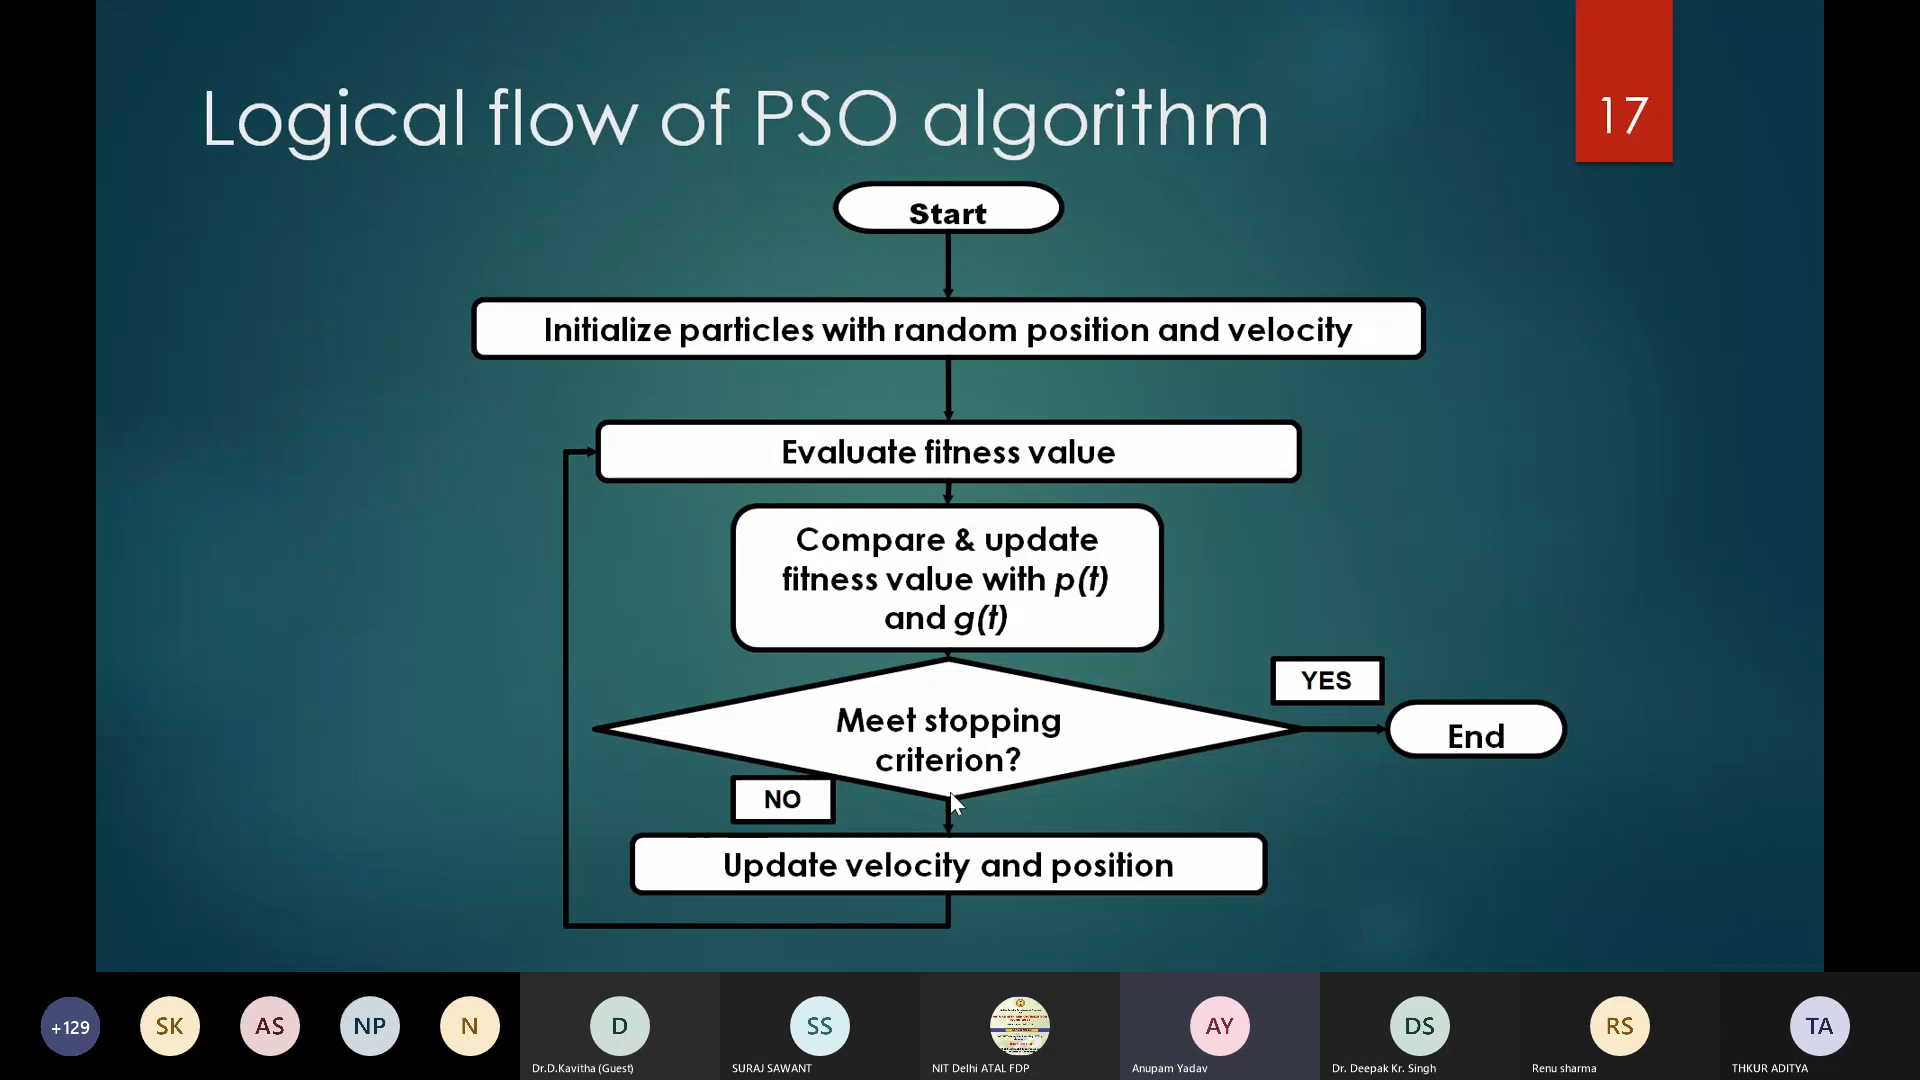 Logical flow of PSO algorithm
17
Start
Initialize particles with random position and velocity
Evaluate fitness value
Compare & update
fitness value with p(t)
and g(t)
YES
Meet stopping
criterion?
End
NO
Update velocity and position
+129
SK
AS
NP
N
D
SS
AY
DS
RS
TA
Dr.D.Kavitha (Guest)
SURAJ SAWANT
NIT Delhi ATAL FDP
Anupam Yadav
Dr. Deepak Kr. Singh
Renu sharma
THKUR ADITYA